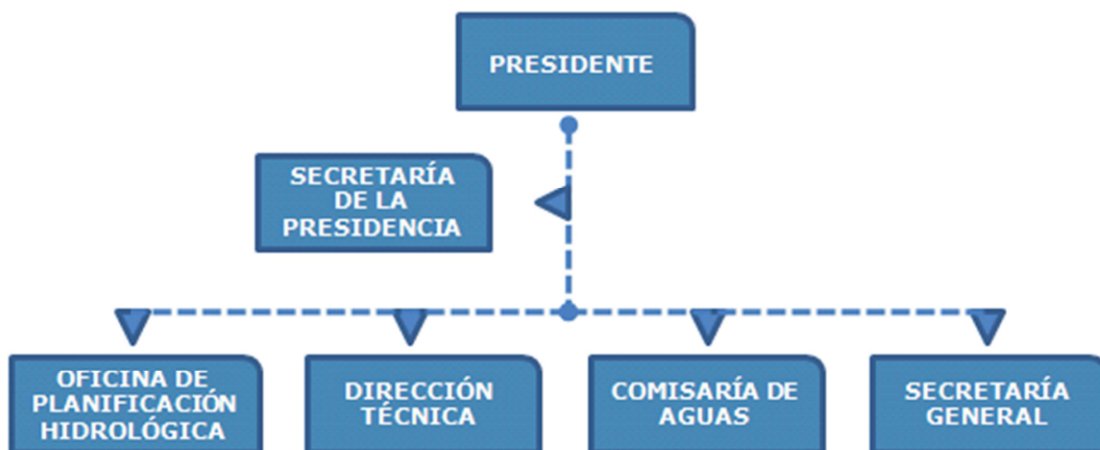 PRESIDENTE
SECRETARÍA
DE LA
PRESIDENCIA
OFICINA DE
PLANIFICACIÓN
HIDROLÓGICA
DIRECCIÓN
TÉCNICA
COMISARÍA DE
AGUAS
SECRETARÍA
GENERAL